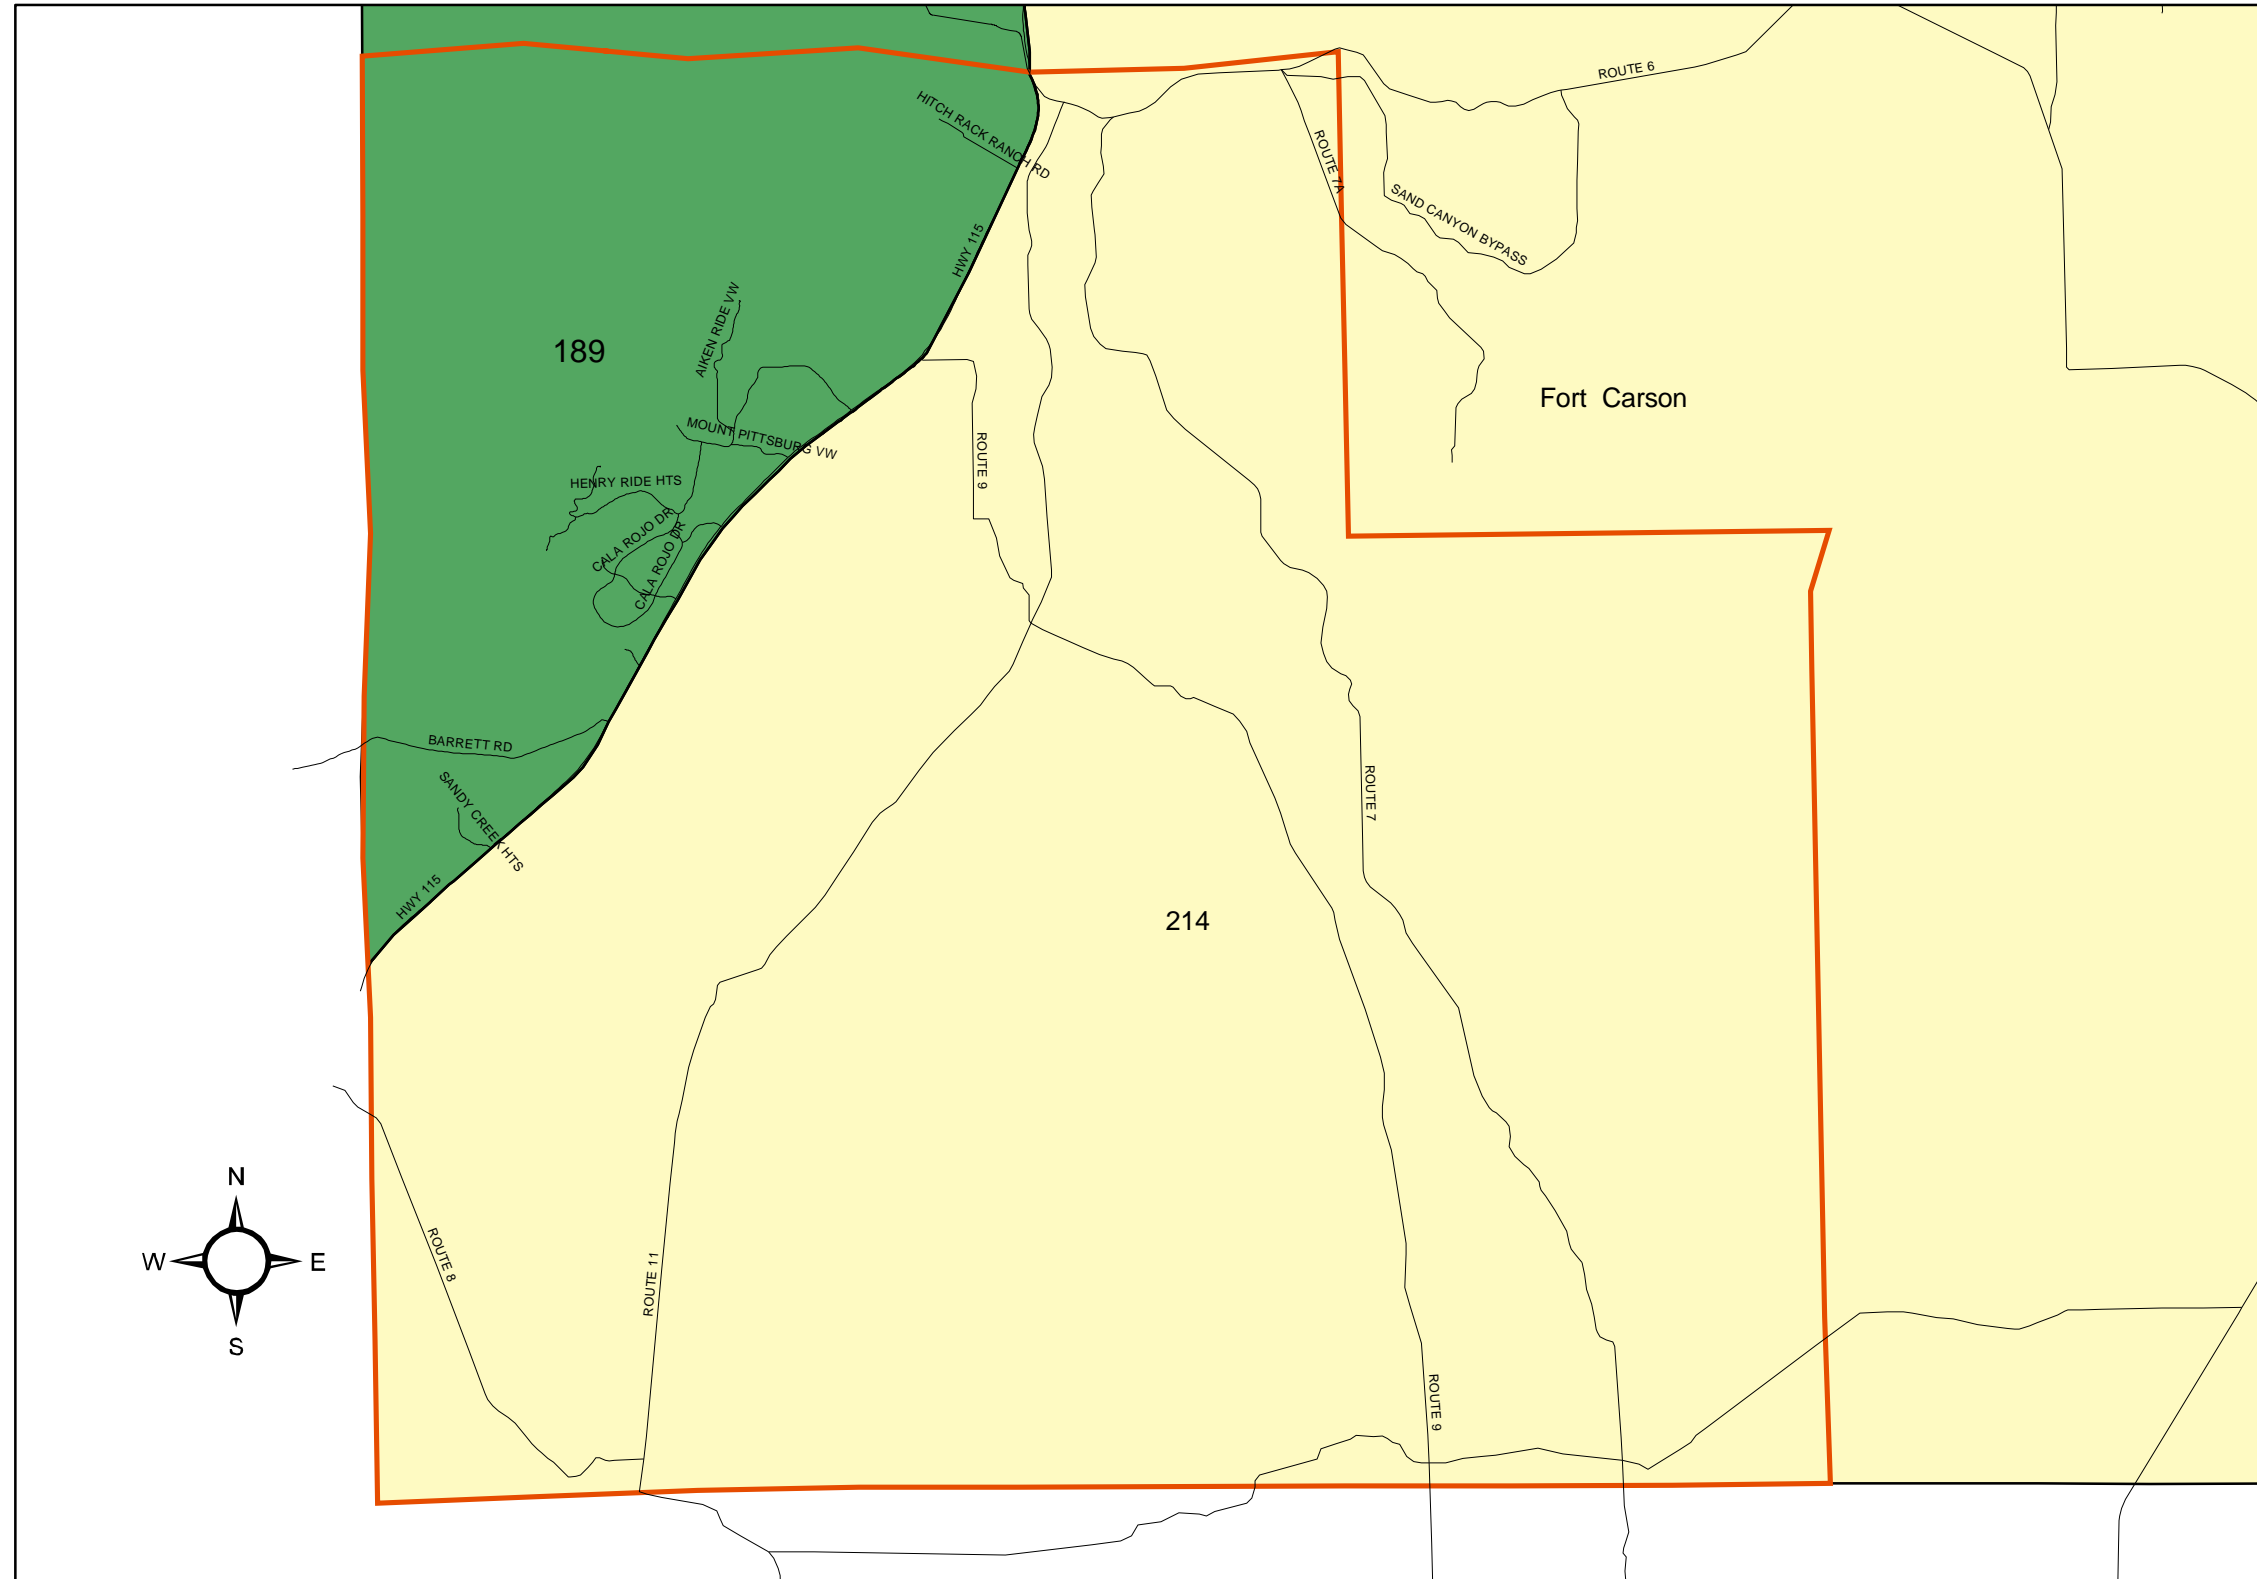 ROUTE 6
HITCH RACK RANCH RD
ROUTE 7A
SAND CANYON BYPASS
HWY 115
AIKEN RIDE VW
189
Fort Carson
MOUNT PITTSBURG VW
ROUTE 9
HENRY RIDE HTS
CALA ROJO DR
CALA ROJO DR
BARRETT RD
SANDY CREEK HTS
ROUTE 7
HWY 115
214
N
W
E
S
ROUTE 8
ROUTE 11
ROUTE 9